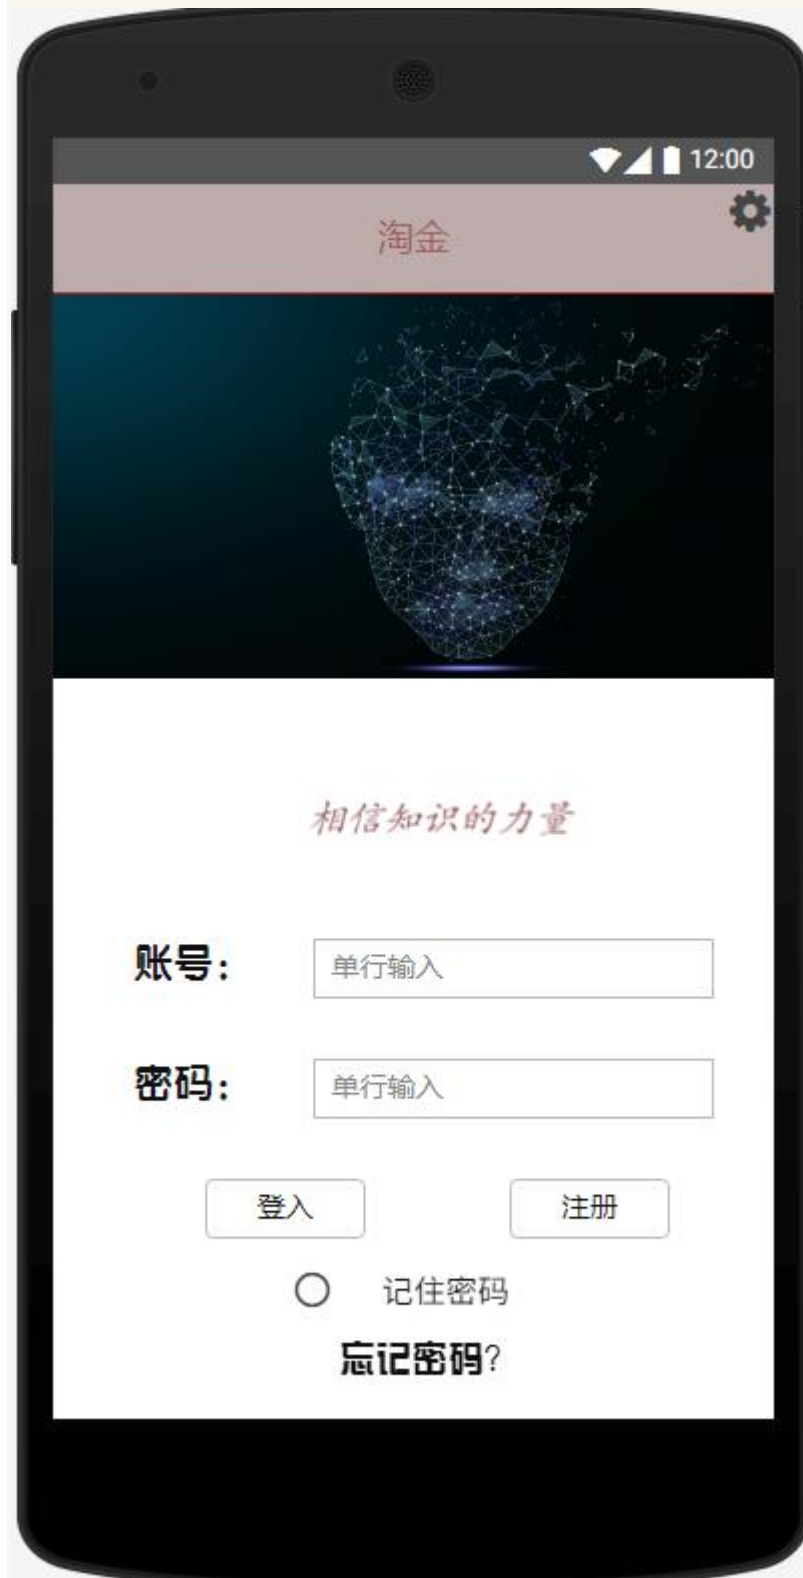 12:00
淘金
相信知识的力量
账号： 单行输入
密码： 单行输入
登入 注册
记住密码
忘记密码?